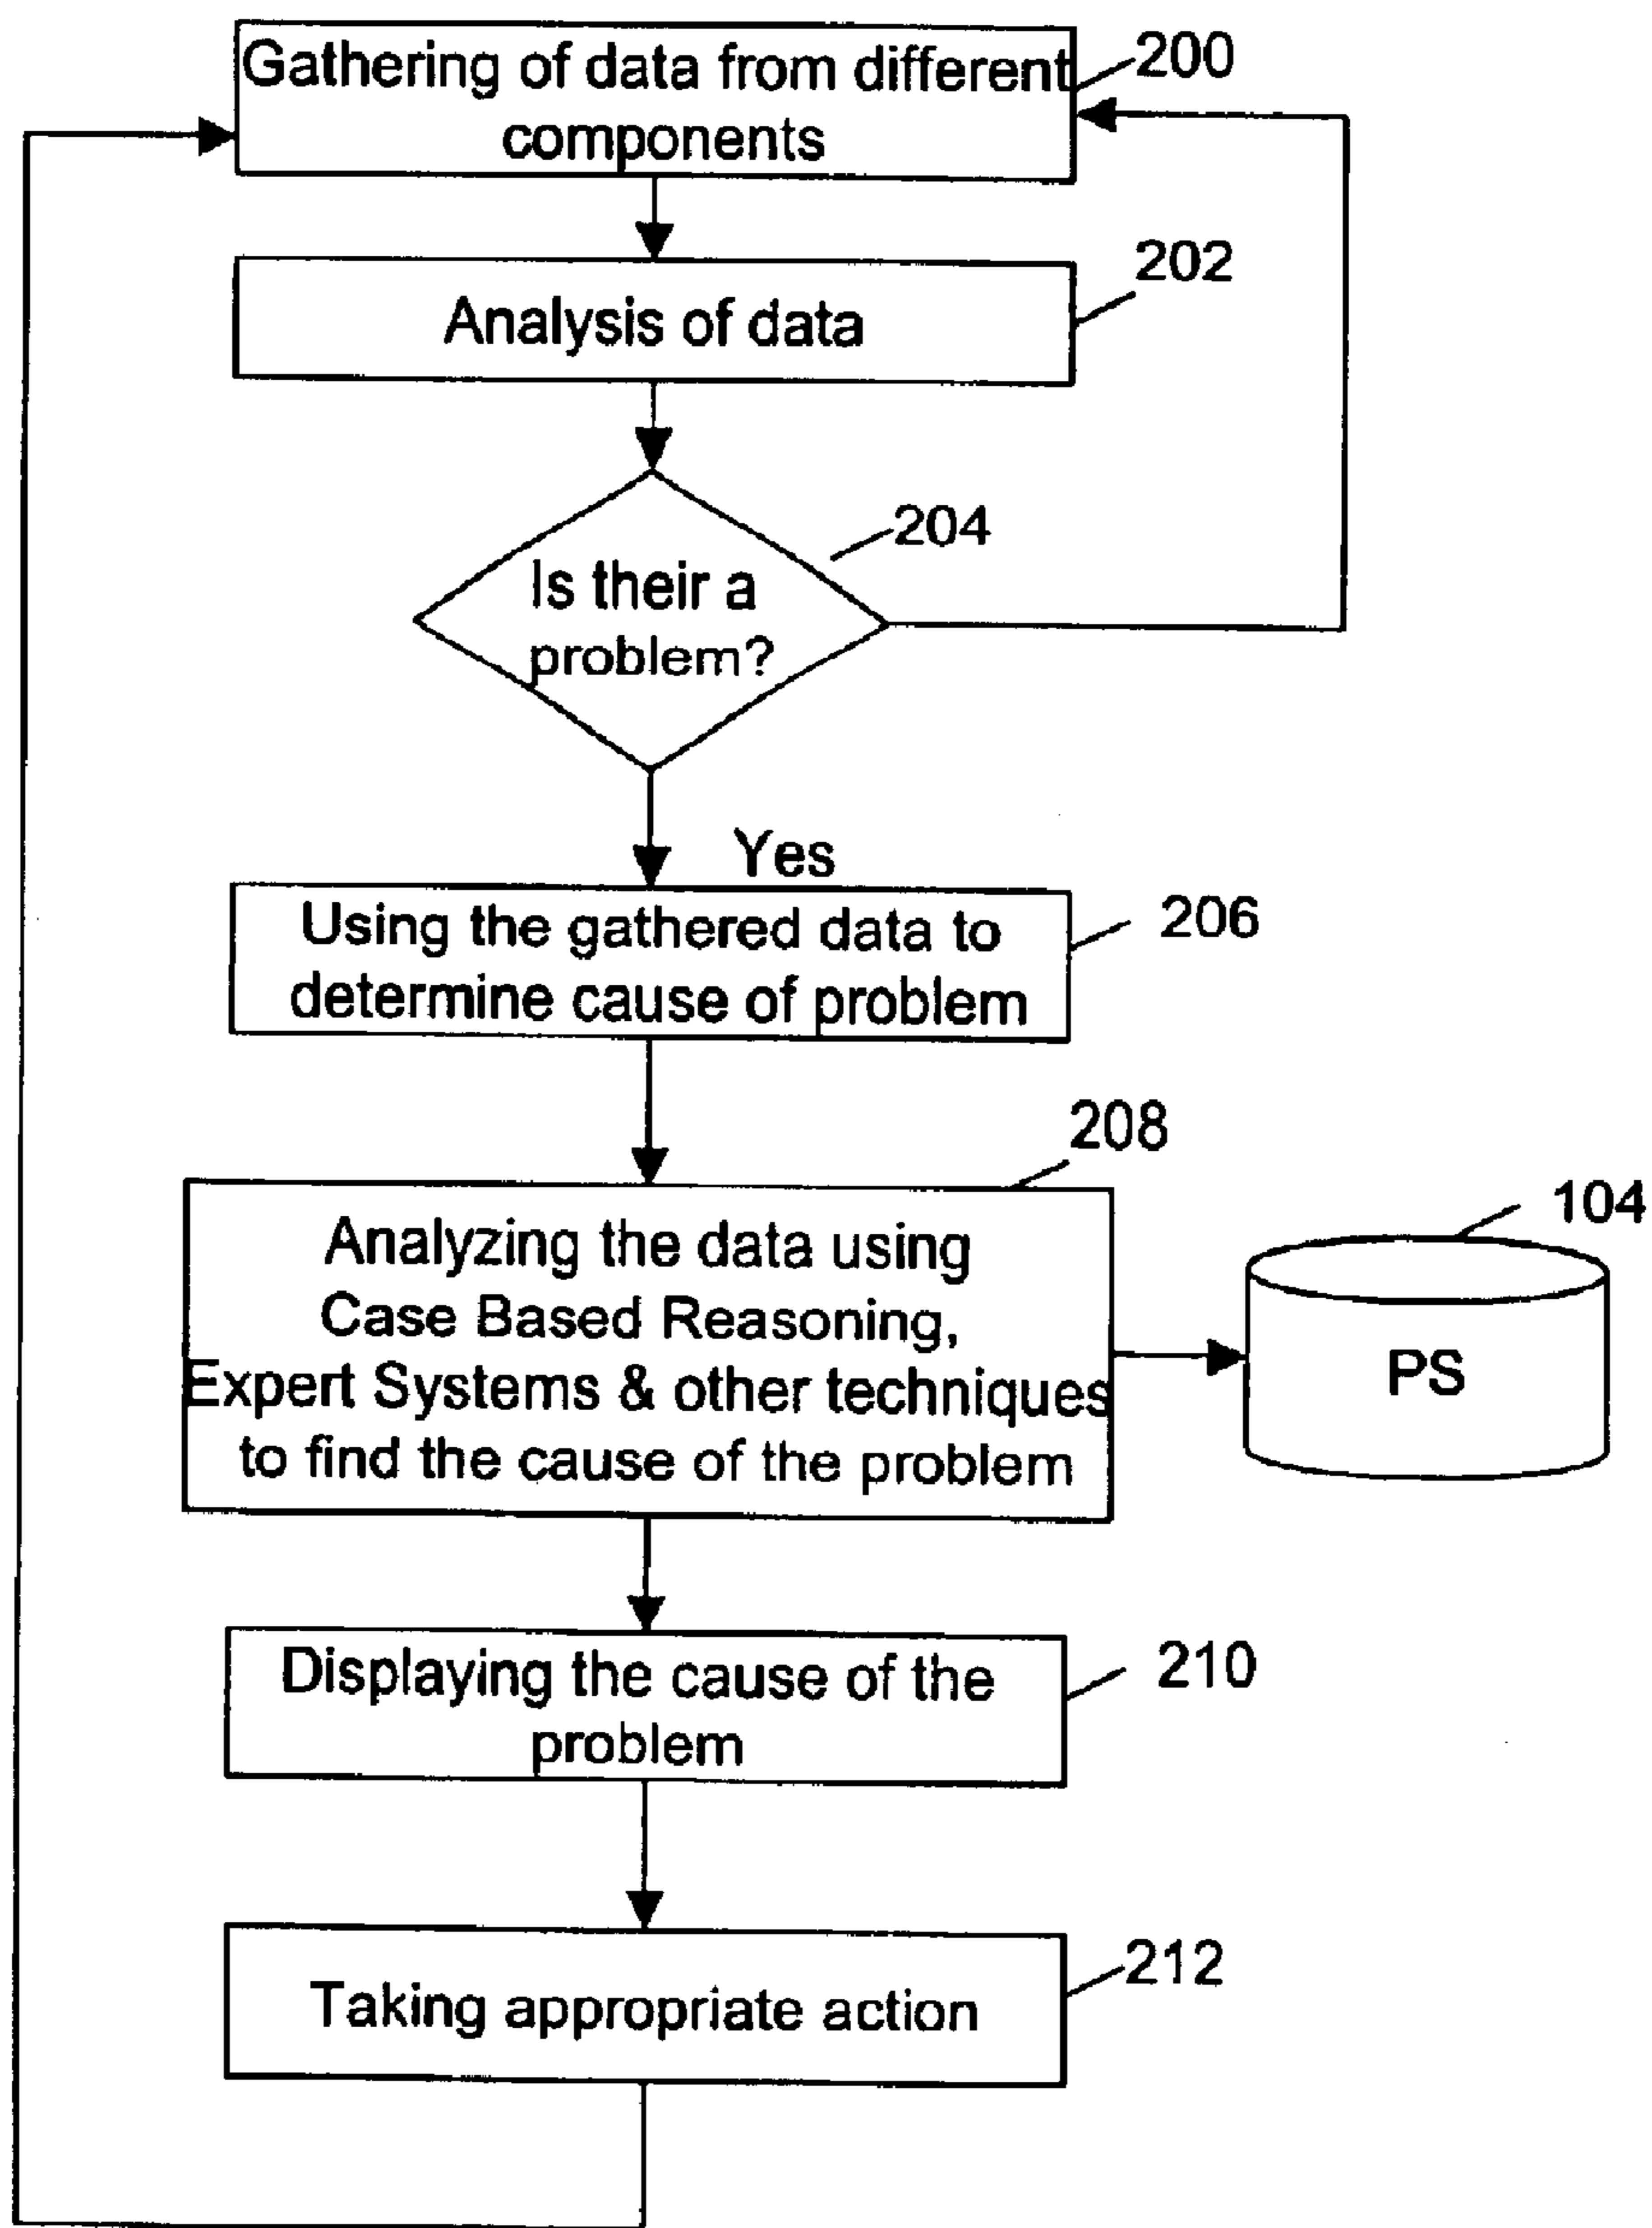 Gathering of data from different
components
200
Analysis of data
202
Is their a
problem?
204
Yes
Using the gathered data to
determine cause of problem
206
Analyzing the data using
Case Based Reasoning,
Expert Systems & other techniques
to find the cause of the problem
208
PS
104
Displaying the cause of the
problem
210
Taking appropriate action
212